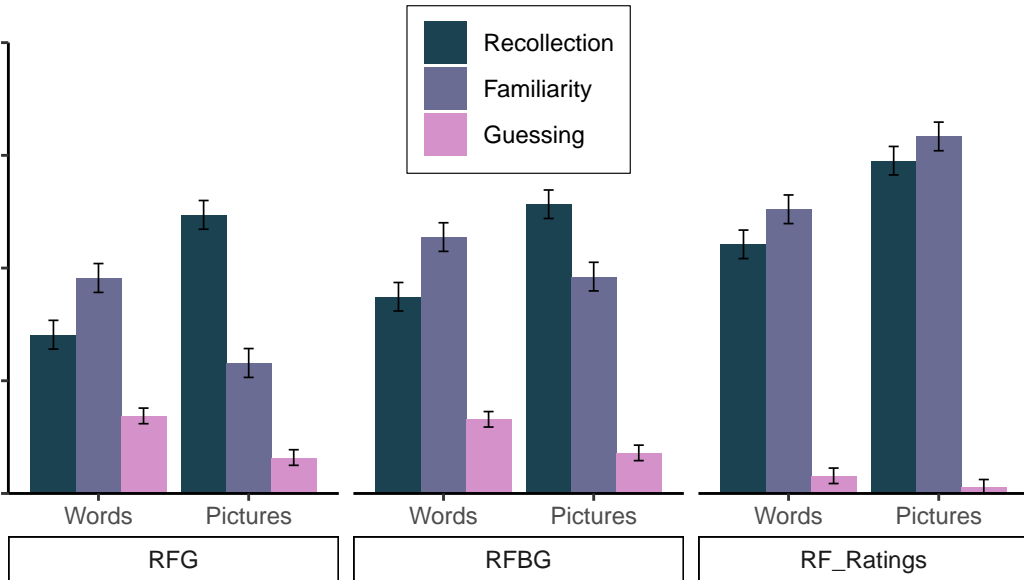 Recollection
Familiarity
Guessing
Words Pictures Words Pictures Words Pictures
RFG RFBG RF_Ratings